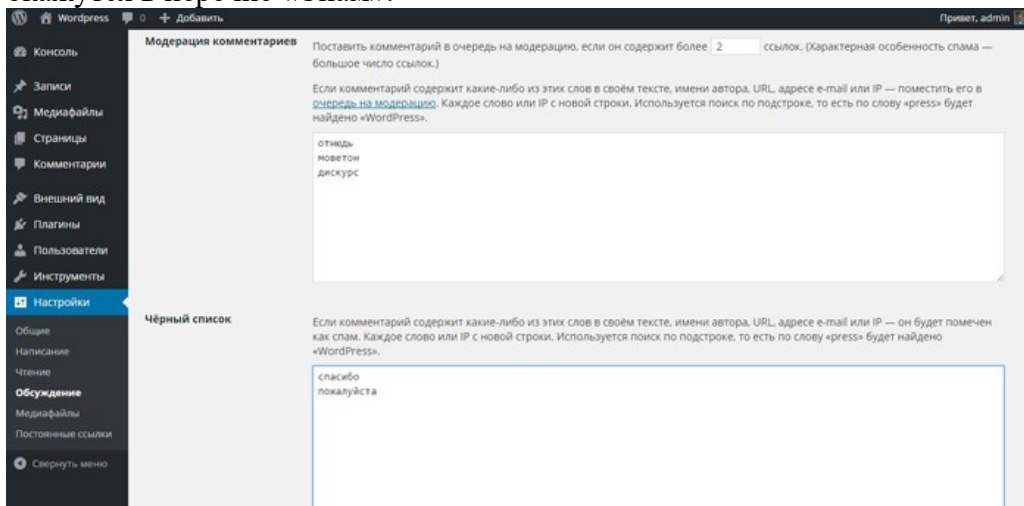 Wordpress 0 + Добавить
Привет, admin
Консоль
Записи
Медиафайлы
Страницы
Комментарии
Внешний вид
Плагины
Пользователи
Инструменты
Настройки
Общие
Написание
Чтение
Обсуждение
Медиафайлы
Постоянные ссылки
Свернуть меню
Модерация комментариев
Поставить комментарий в очередь на модерацию, если он содержит более 2 ссылок. (Характерная особенность спама —
большое число ссылок.)
Если комментарий содержит какие-либо из этих слов в своём тексте, имени автора, URL, адресе e-mail или IP — поместить его в
очередь на модерацию. Каждое слово или IP с новой строки. Используется поиск по подстроке, то есть по слову «press» будет
найдено «WordPress».
отнюдь
моветон
дискурс
Чёрный список
Если комментарий содержит какие-либо из этих слов в своём тексте, имени автора, URL, адресе e-mail или IP — он будет помечен
как спам. Каждое слово или IP с новой строки. Используется поиск по подстроке, то есть по слову «press» будет найдено
«WordPress».
спасибо
пожалуйста